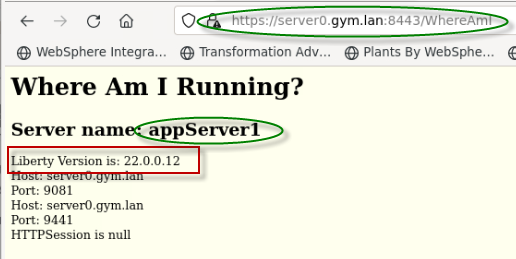 https://server0.gym.lan:8443/WhereAmI
WebSphere Integra... Transformation Adv... Plants By WebSphe...
Where Am I Running?
Server name: appServer1
Liberty Version is: 22.0.0.12
Host: server0.gym.lan
Port: 9081
Host: server0.gym.lan
Port: 9441
HTTPSession is null